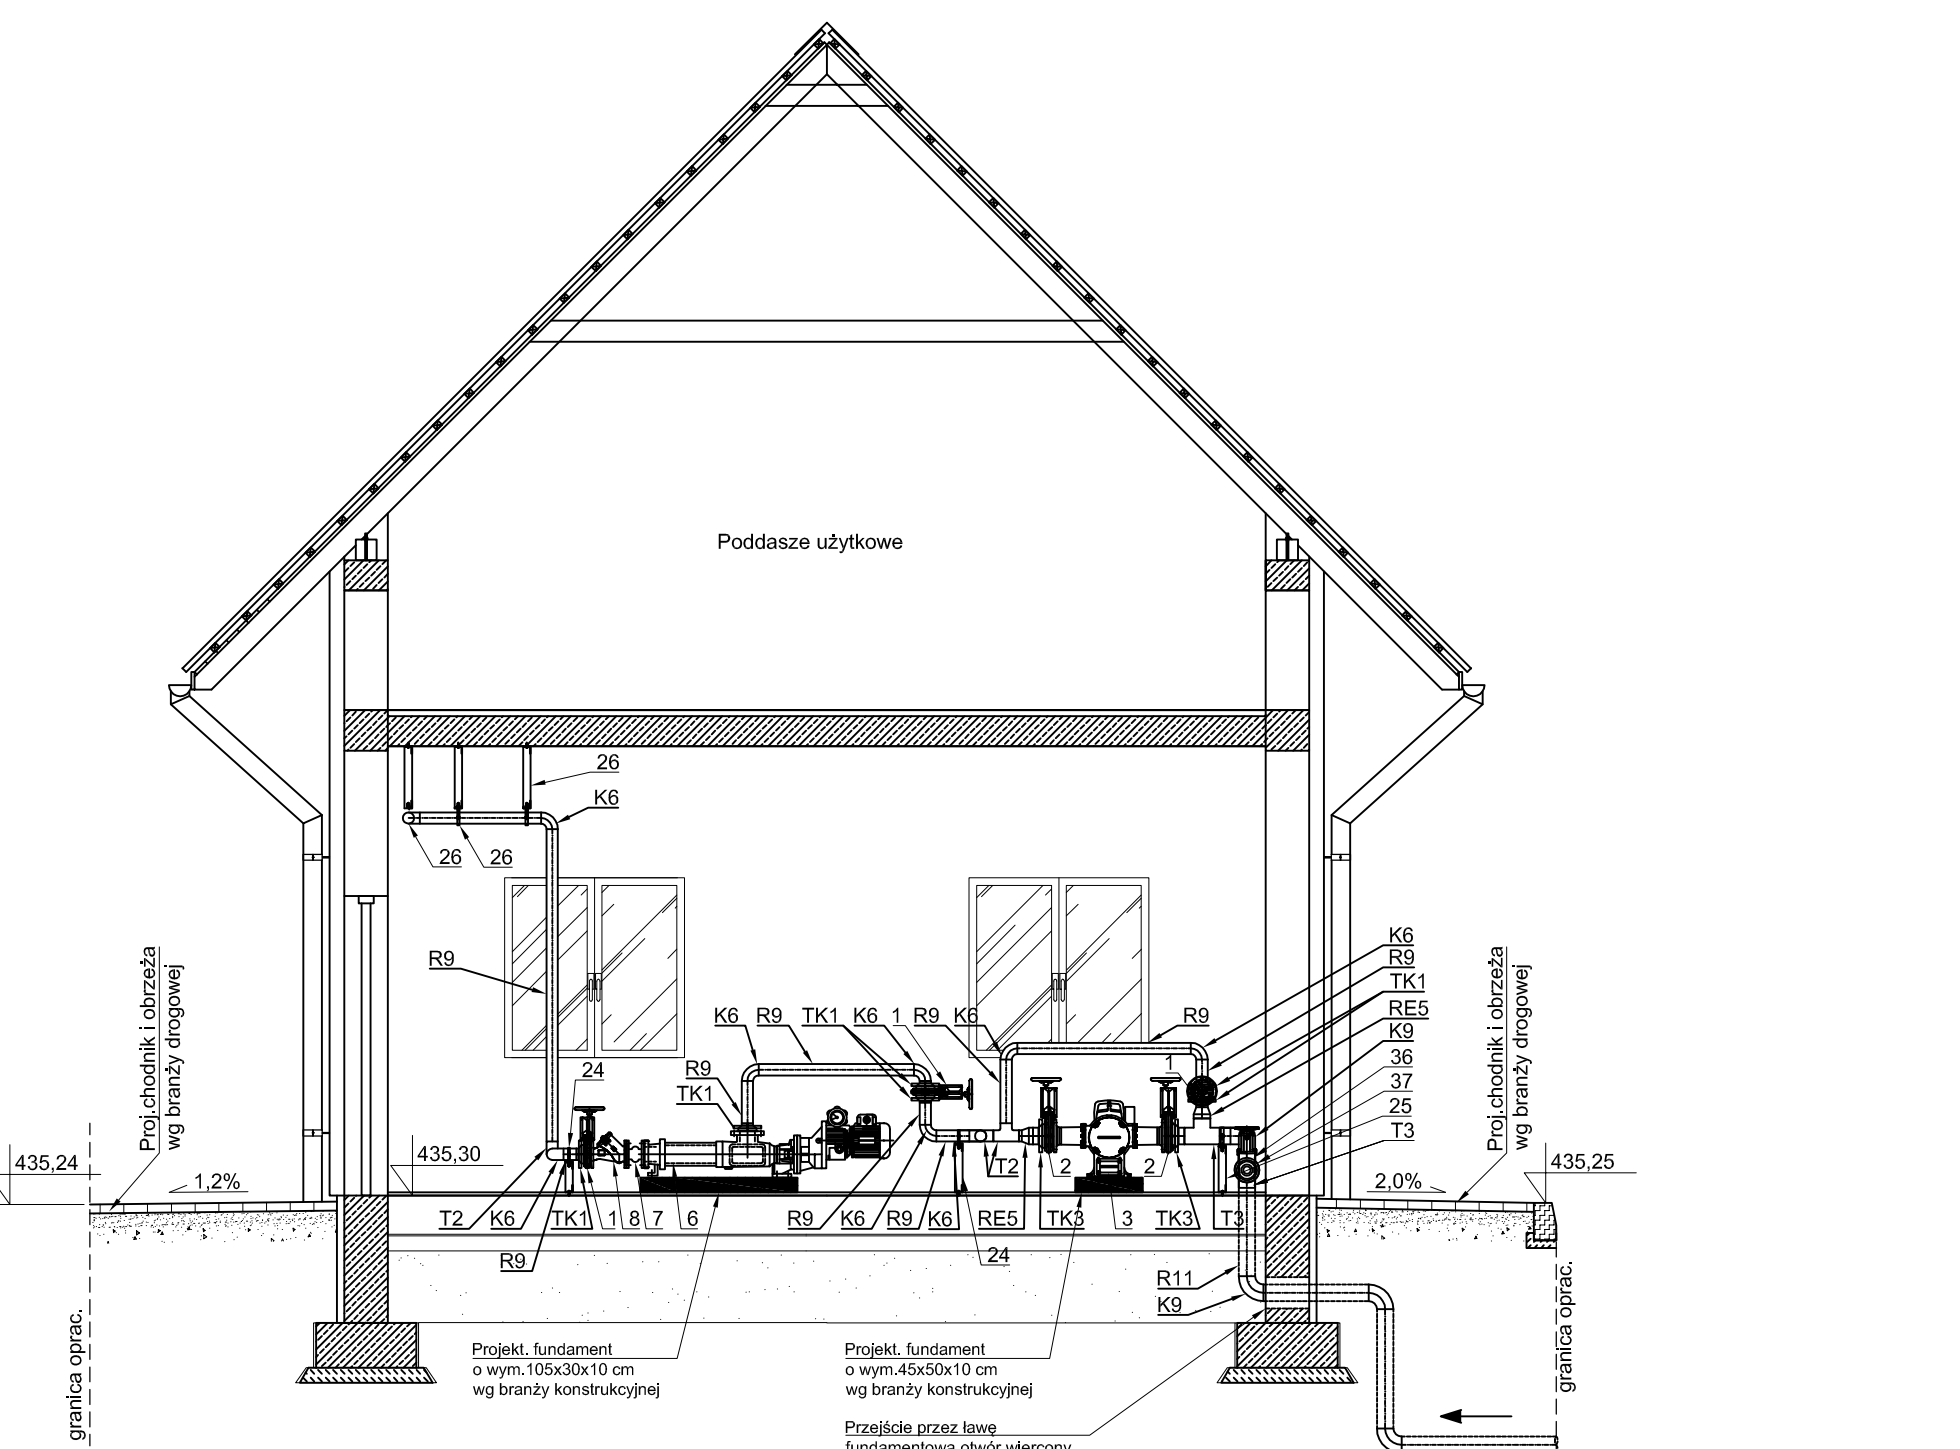 Poddasze użytkowe
26
K6
26
26
R9
Proj.chodnik i obrzeża
wg branży drogowej
K6
R9
TK1
RE5
K9
36
37
25
T3
Proj.chodnik i obrzeża
wg branży drogowej
K6
R9
TK1
K6
1
R9
K6
R9
1
R9
TK1
24
435,24
1,2%
435,30
2,0%
435,25
T2
2
2
T2
K6
TK1
1
8
7
6
R9
K6
R9
K6
RE5
TK3
3
TK3
T3
R9
24
R11
K9
granica oprac.
granica oprac.
Projekt. fundament
o wym.105x30x10 cm
wg branży konstrukcyjnej
Projekt. fundament
o wym.45x50x10 cm
wg branży konstrukcyjnej
Przejście przez ławę
fundamentową otwór wiercony